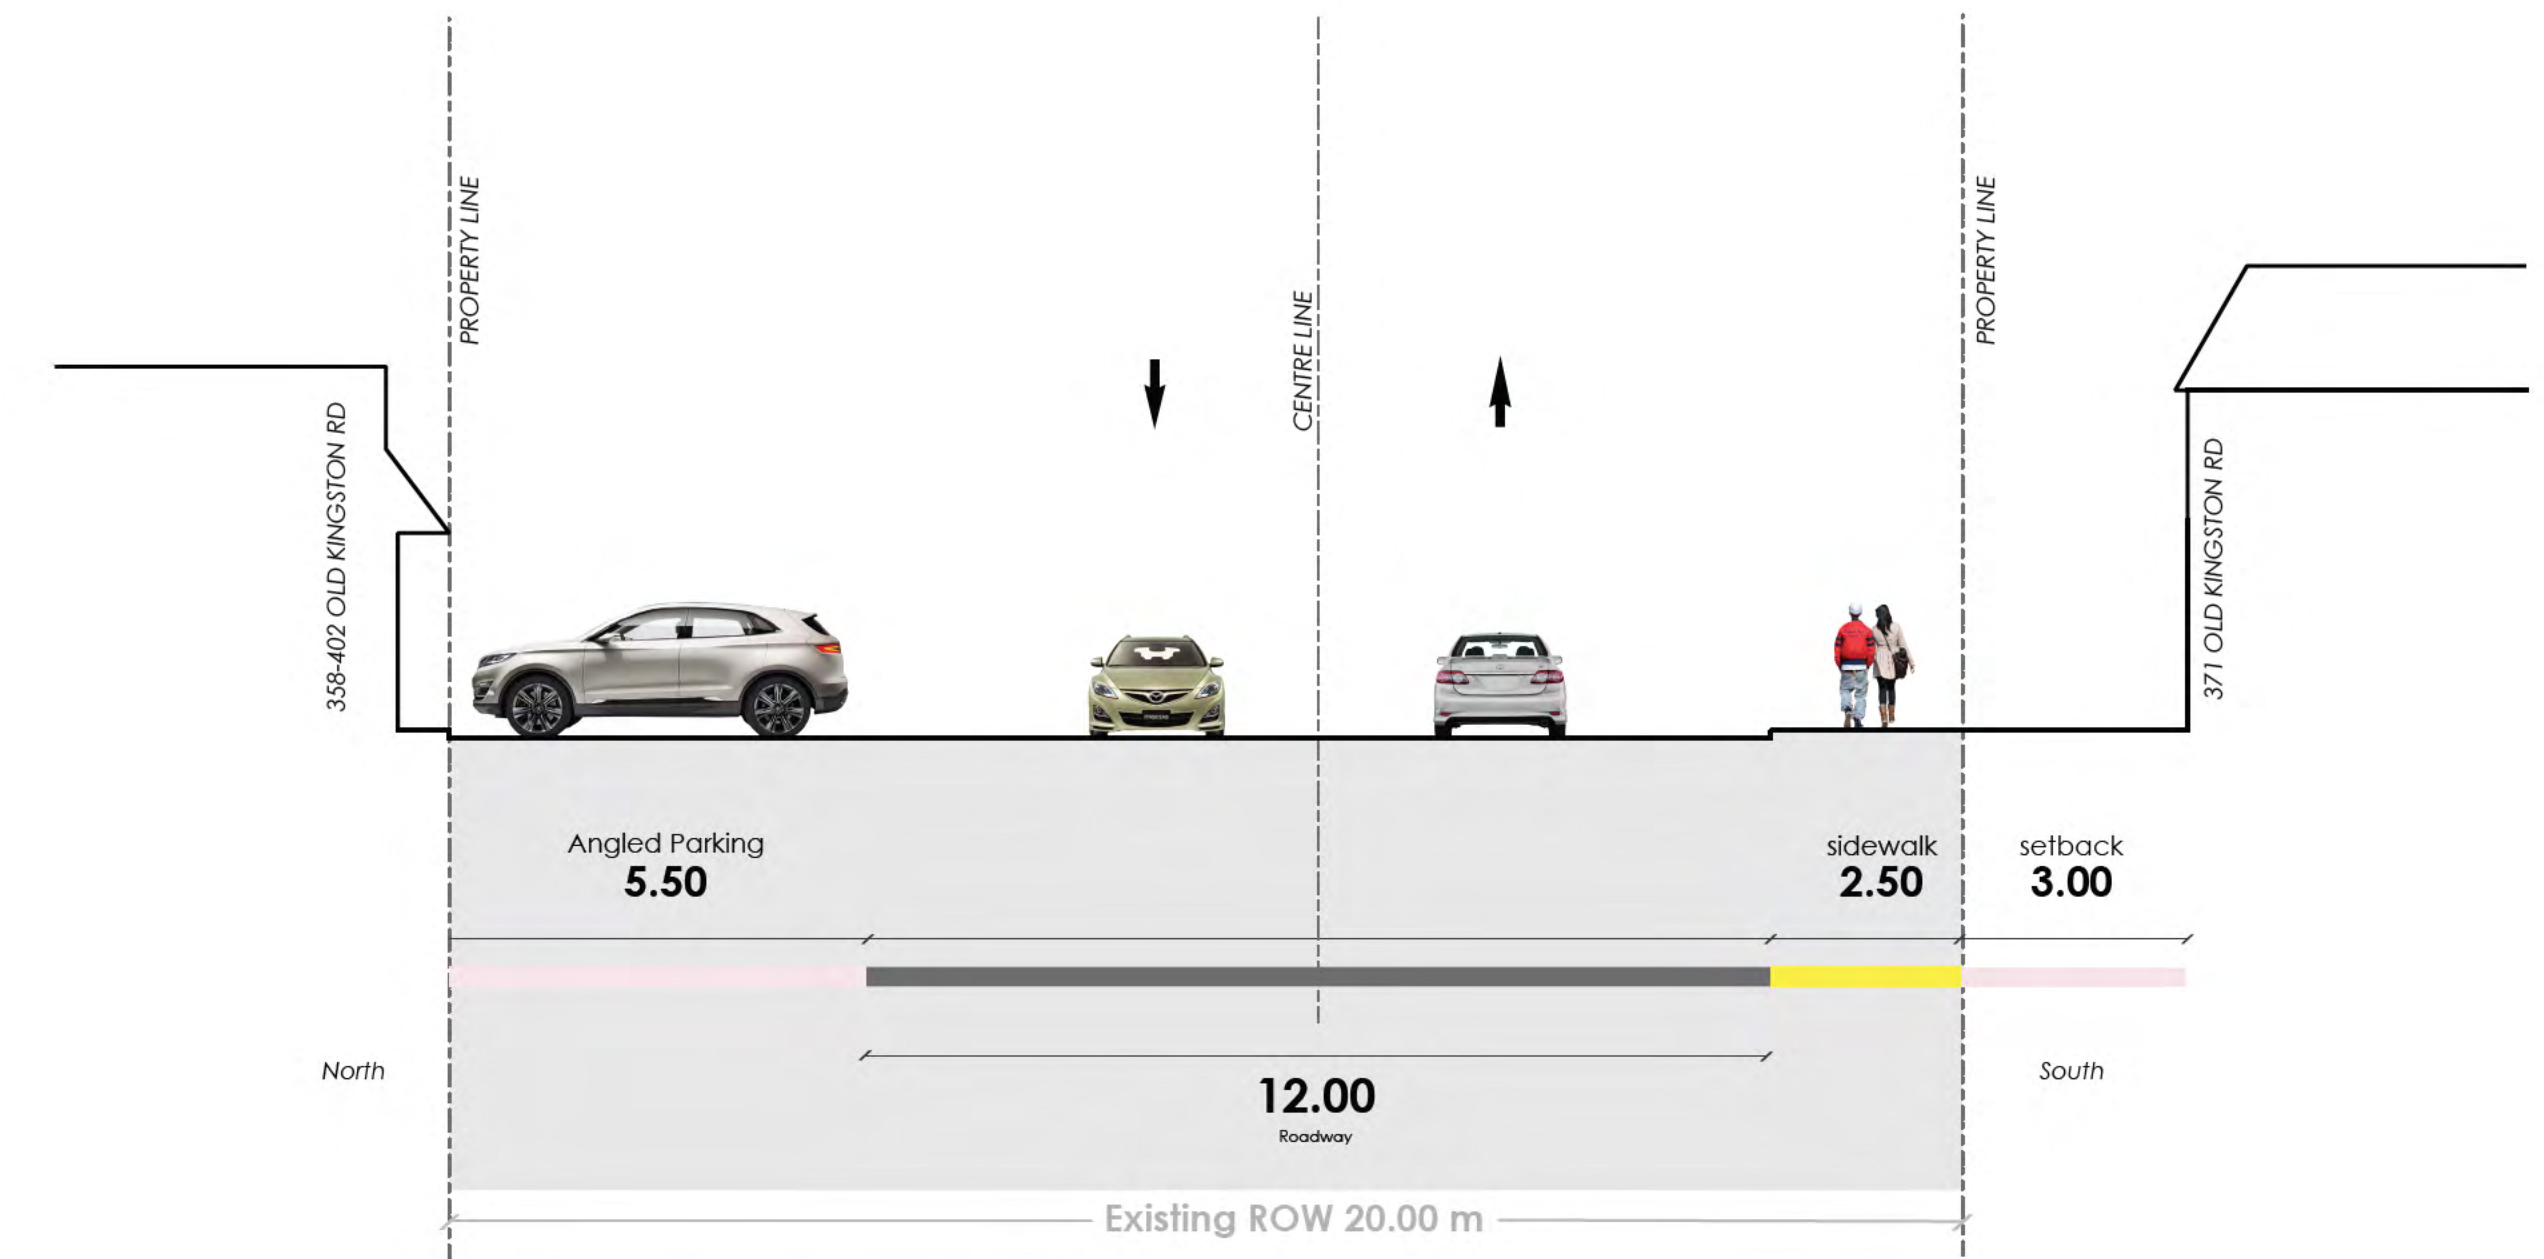 PROPERTY LINE
CENTRE LINE
PROPERTY LINE
358-402 OLD KINGSTON RD
371 OLD KINGSTON RD
Angled Parking
5.50
sidewalk
2.50
setback
3.00
North
South
12.00
Roadway
Existing ROW 20.00 m